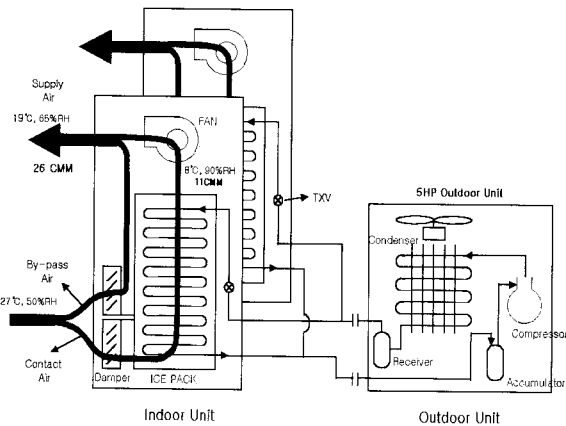 Supply
Air
19℃, 65%RH
FAN
26 CMM
8℃, 90%RH
11CMM
TXV
5HP Outdoor Unit
Condenser
By-pass
Air
27℃, 50%RH
Compressor
Contact
Air
Receiver
Damper
ICE PACK
Accumulator
Indoor Unit
Outdoor Unit